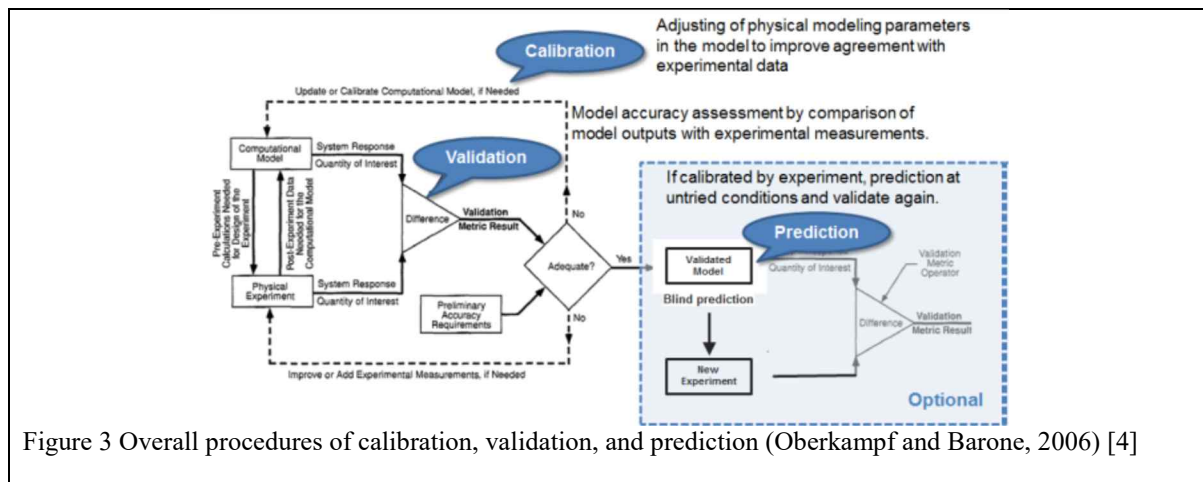 Adjusting of physical modeling parameters
in the model to improve agreement with
experimental data
Calibration
Update or Calibrate Computational Model, if Needed
Model accuracy assessment by comparison of
model outputs with experimental measurements.
Computational
Model
System Response
Quantity of Interest
Validation
If calibrated by experiment, prediction at
untried conditions and validate again.
Pre-Experiment
Calculations Needed
for Design of the
Experiment
Post-Experiment Data
Needed for the
Computational Model
Difference
Validation
Metric Result
No
Prediction
Adequate?
Yes
Validated
Model
Quantity of Interest
Validation
Metric
Operator
Physical
Experiment
System Response
Quantity of Interest
Preliminary
Accuracy
Requirements
Blind prediction
Difference
Validation
Metric Result
No
New
Experiment
Improve or Add Experimental Measurements, if Needed
Optional
Figure 3 Overall procedures of calibration, validation, and prediction (Oberkampf and Barone, 2006) [4]